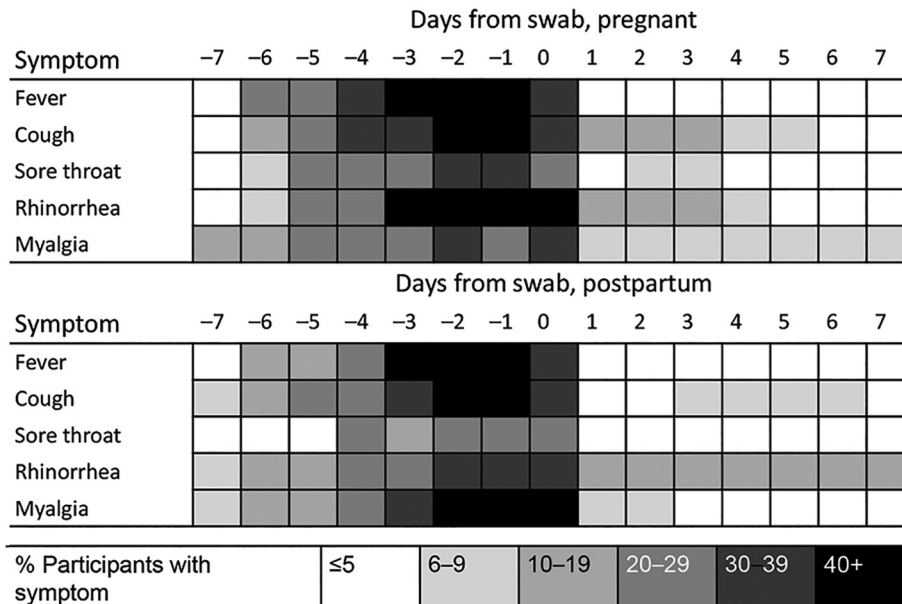 Days from swab, pregnant
Symptom –7 –6 –5 –4 –3 –2 –1 0 1 2 3 4 5 6 7
Fever
Cough
Sore throat
Rhinorrhea
Myalgia
Days from swab, postpartum
Symptom –7 –6 –5 –4 –3 –2 –1 0 1 2 3 4 5 6 7
Fever
Cough
Sore throat
Rhinorrhea
Myalgia
% Participants with ≤5 6–9 10–19 20–29 30–39 40+
symptom